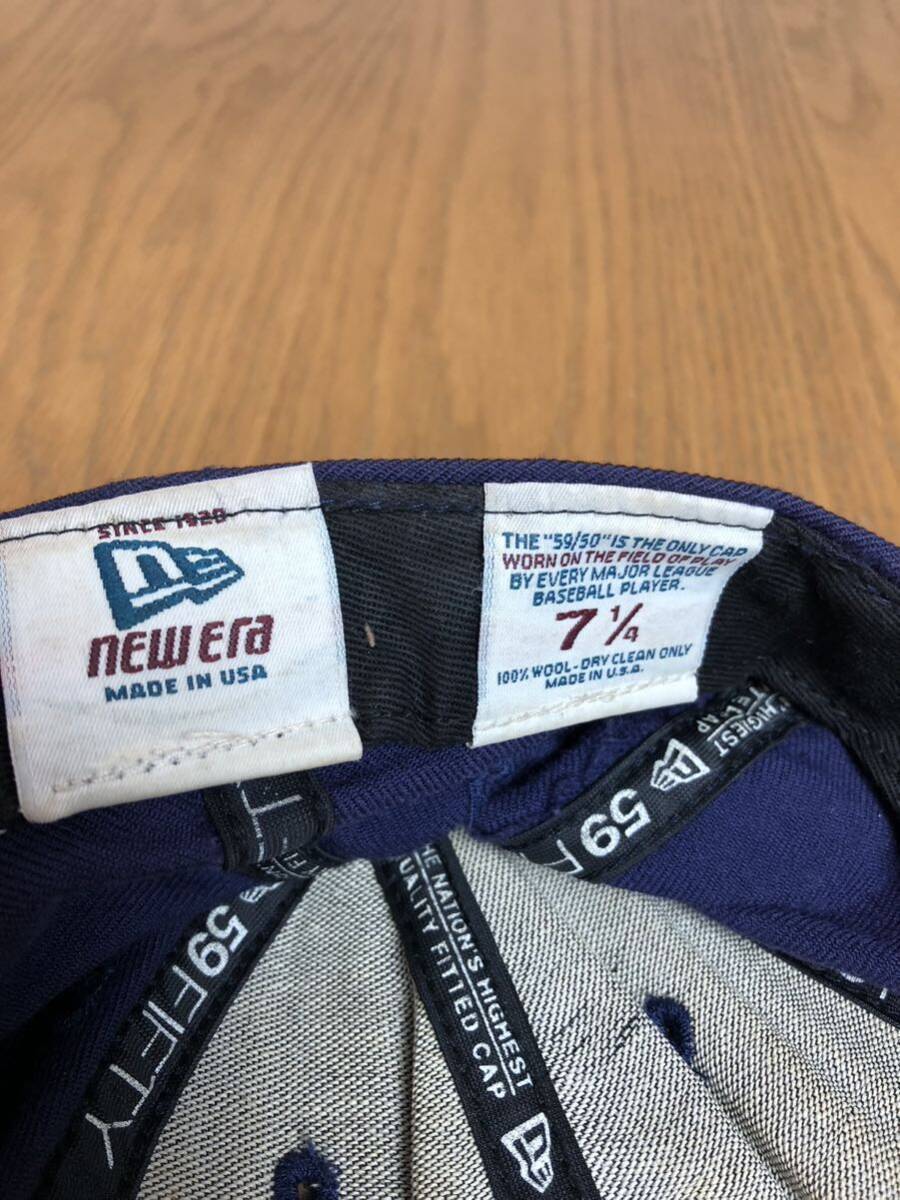 SINCE 1920
new era
MADE IN USA
THE "59/50" IS THE ONLY CAP
WORN ON THE FIELD OF PLAY
BY EVERY MAJOR LEAGUE
BASEBALL PLAYER.
7 1/4
100% WOOL-DRY CLEAN ONLY
MADE IN U.S.A.
HIGHEST
59
59FIFTY
THE NATION'S HIGHEST
QUALITY FITTED CAP